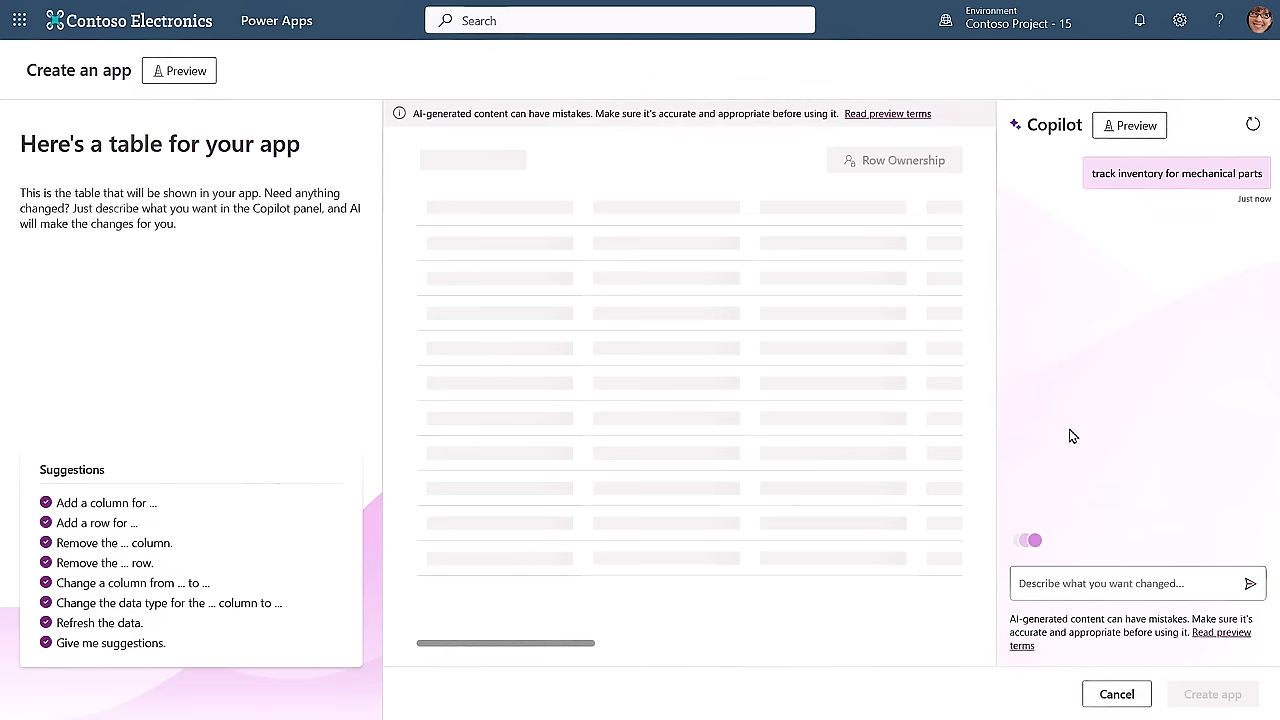 Contoso Electronics
Power Apps
Search
Environment
Contoso Project - 15
?
Create an app
Preview
Here's a table for your app
This is the table that will be shown in your app. Need anything
changed? Just describe what you want in the Copilot panel, and AI
will make the changes for you.
Suggestions
Add a column for ...
Add a row for ...
Remove the ... column.
Remove the ... row.
Change a column from ... to ...
Change the data type for the ... column to ...
Refresh the data.
Give me suggestions.
AI-generated content can have mistakes. Make sure it's accurate and appropriate before using it. Read preview terms
Row Ownership
Copilot
Preview
track inventory for mechanical parts
Just now
Describe what you want changed...
AI-generated content can have mistakes. Make sure it's
accurate and appropriate before using it. Read preview
terms
Cancel
Create app